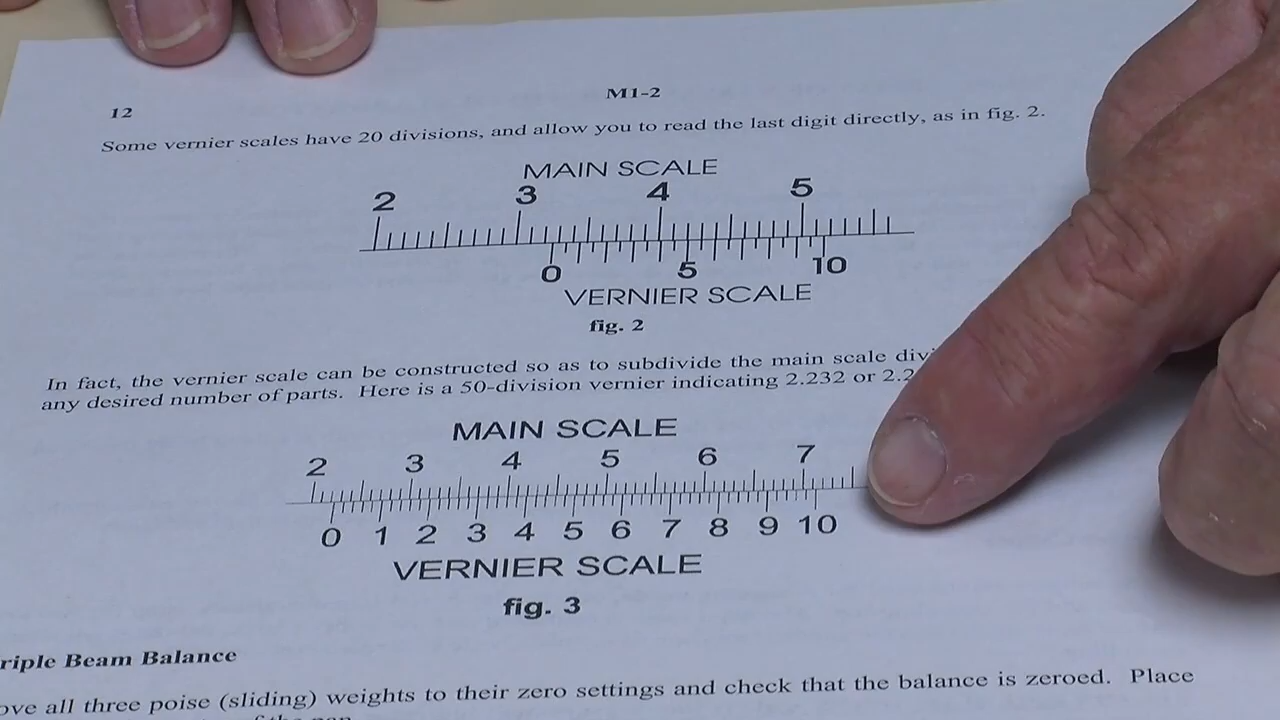 M1-2
12
Some vernier scales have 20 divisions, and allow you to read the last digit directly, as in fig. 2.
MAIN SCALE
2 3 4 5
0 5 10
VERNIER SCALE
fig. 2
In fact, the vernier scale can be constructed so as to subdivide the main scale
any desired number of parts. Here is a 50-division vernier indicating 2.232 or
MAIN SCALE
2 3 4 5 6 7
0 1 2 3 4 5 6 7 8 9 10
VERNIER SCALE
fig. 3
riple Beam Balance
ove all three poise (sliding) weights to their zero settings and check that the balance is zeroed. Place